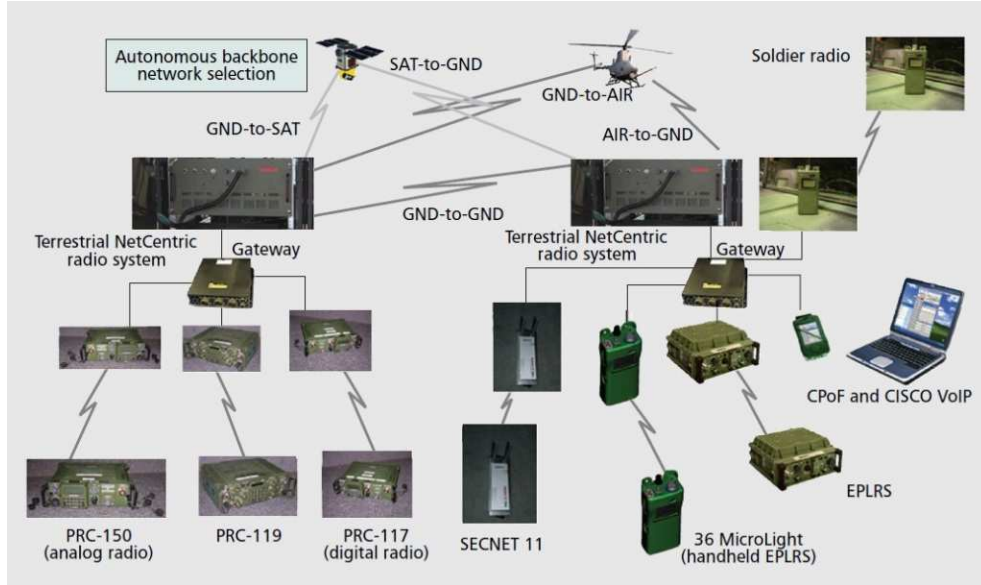 Autonomous backbone
network selection
SAT-to-GND
Soldier radio
GND-to-AIR
GND-to-SAT
AIR-to-GND
GND-to-GND
Terrestrial NetCentric
radio system
Gateway
Terrestrial NetCentric
radio system
Gateway
CPoF and CISCO VoIP
EPLRS
PRC-150
(analog radio)
PRC-119
PRC-117
(digital radio)
SECNET 11
36 MicroLight
(handheld EPLRS)